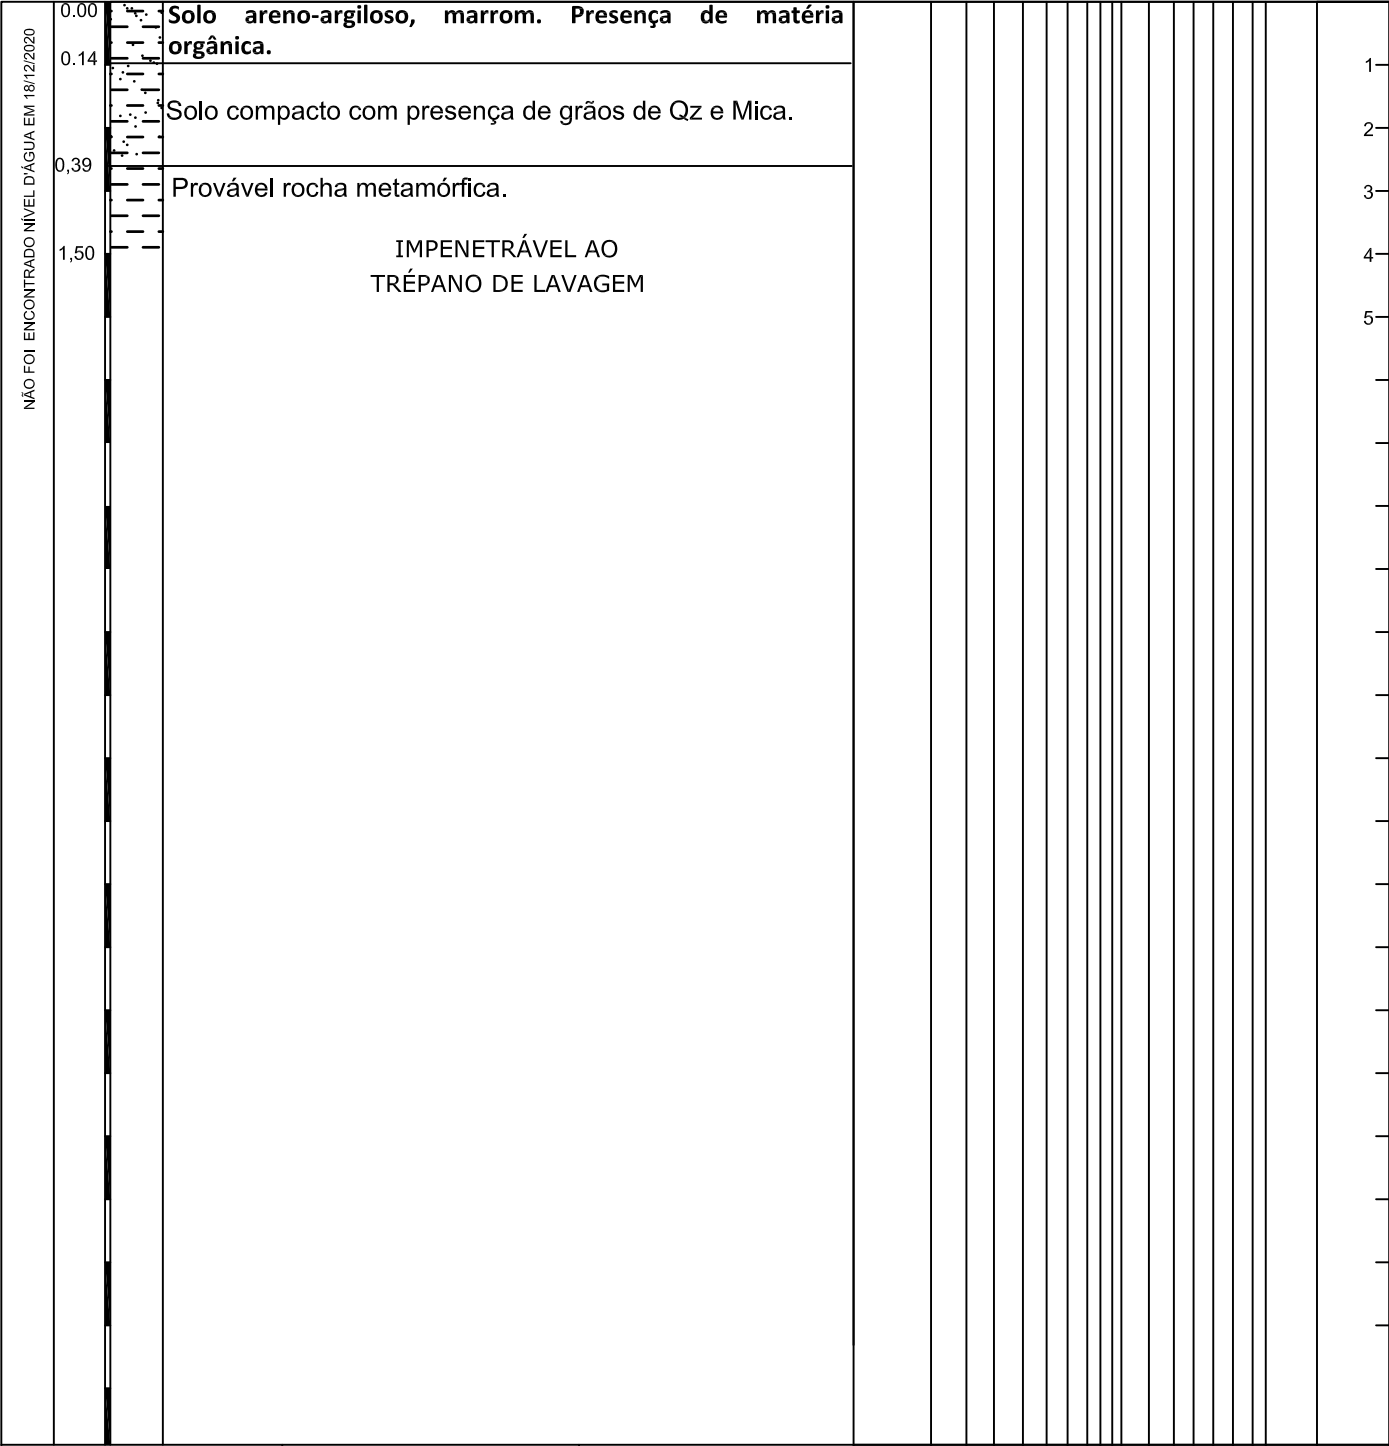 NÃO FOI ENCONTRADO NÍVEL D'ÁGUA EM 18/12/2020
0.00
Solo areno-argiloso, marrom. Presença de matéria
orgânica.
0.14
1
Solo compacto com presença de grãos de Qz e Mica.
2
0,39
Provável rocha metamórfica.
3
1,50
IMPENETRÁVEL AO
4
TRÉPANO DE LAVAGEM
5